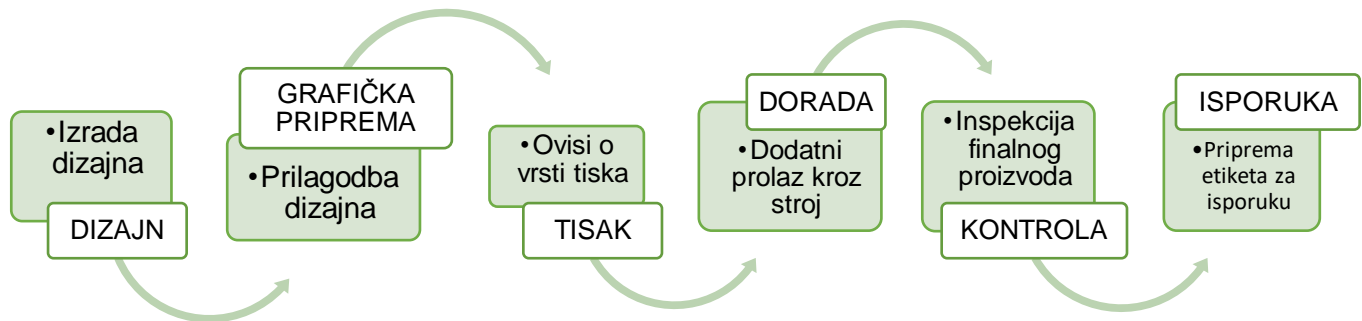 •Izrada
dizajna
DIZAJN
GRAFIČKA
PRIPREMA
•Prilagodba
dizajna
•Ovisi o
vrsti tiska
TISAK
DORADA
•Dodatni
prolaz kroz
stroj
•Inspekcija
finalnog
proizvoda
KONTROLA
ISPORUKA
•Priprema
etiketa za
isporuku